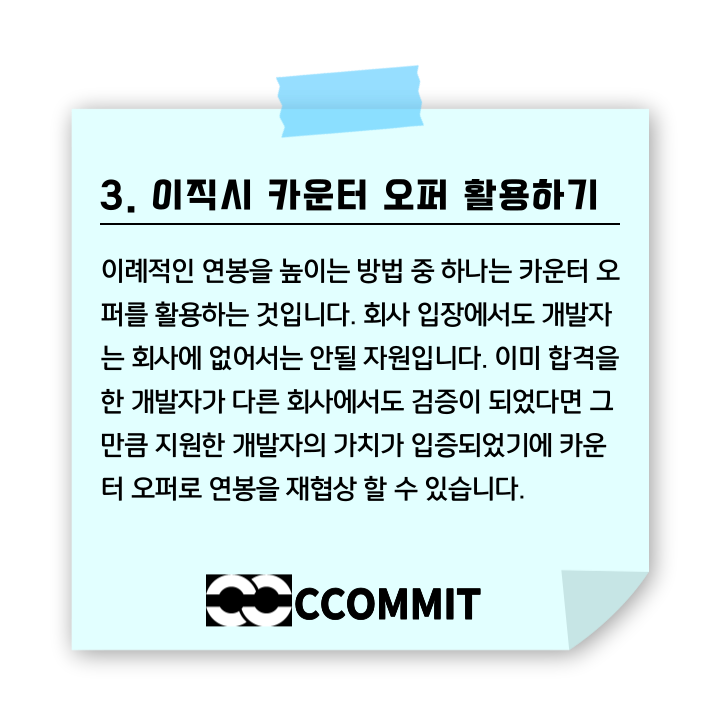 3. 이직시 카운터 오퍼 활용하기
이례적인 연봉을 높이는 방법 중 하나는 카운터 오
퍼를 활용하는 것입니다. 회사 입장에서도 개발자
는 회사에 없어서는 안될 자원입니다. 이미 합격을
한 개발자가 다른 회사에서도 검증이 되었다면 그
만큼 지원한 개발자의 가치가 입증되었기에 카운
터 오퍼로 연봉을 재협상 할 수 있습니다.
CCOMMIT